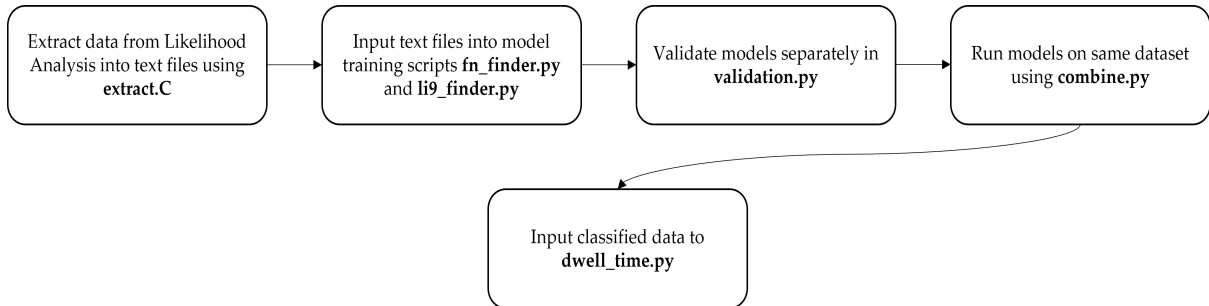 Extract data from Likelihood
Analysis into text files using
extract.C
Input text files into model
training scripts fn_finder.py
and li9_finder.py
Validate models separately in
validation.py
Run models on same dataset
using combine.py
Input classified data to
dwell_time.py